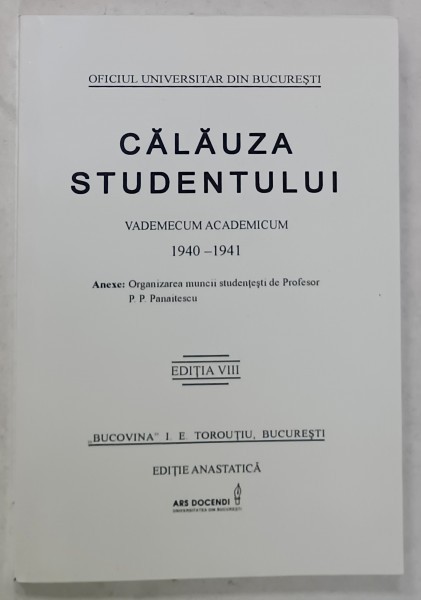 OFICIUL UNIVERSITAR DIN BUCUREŞTI
CĂLĂUZA
STUDENTULUI
VADEMECUM ACADEMICUM
1940 –1941
Anexe: Organizarea muncii studenţeşti de Profesor
P. P. Panaitescu
EDIŢIA VIII
„BUCOVINA“ I. E. TOROUŢIU, BUCUREŞTI
EDIŢIE ANASTATICĂ
ARS DOCENDI
UNIVERSITATEA DIN BUCUREŞTI